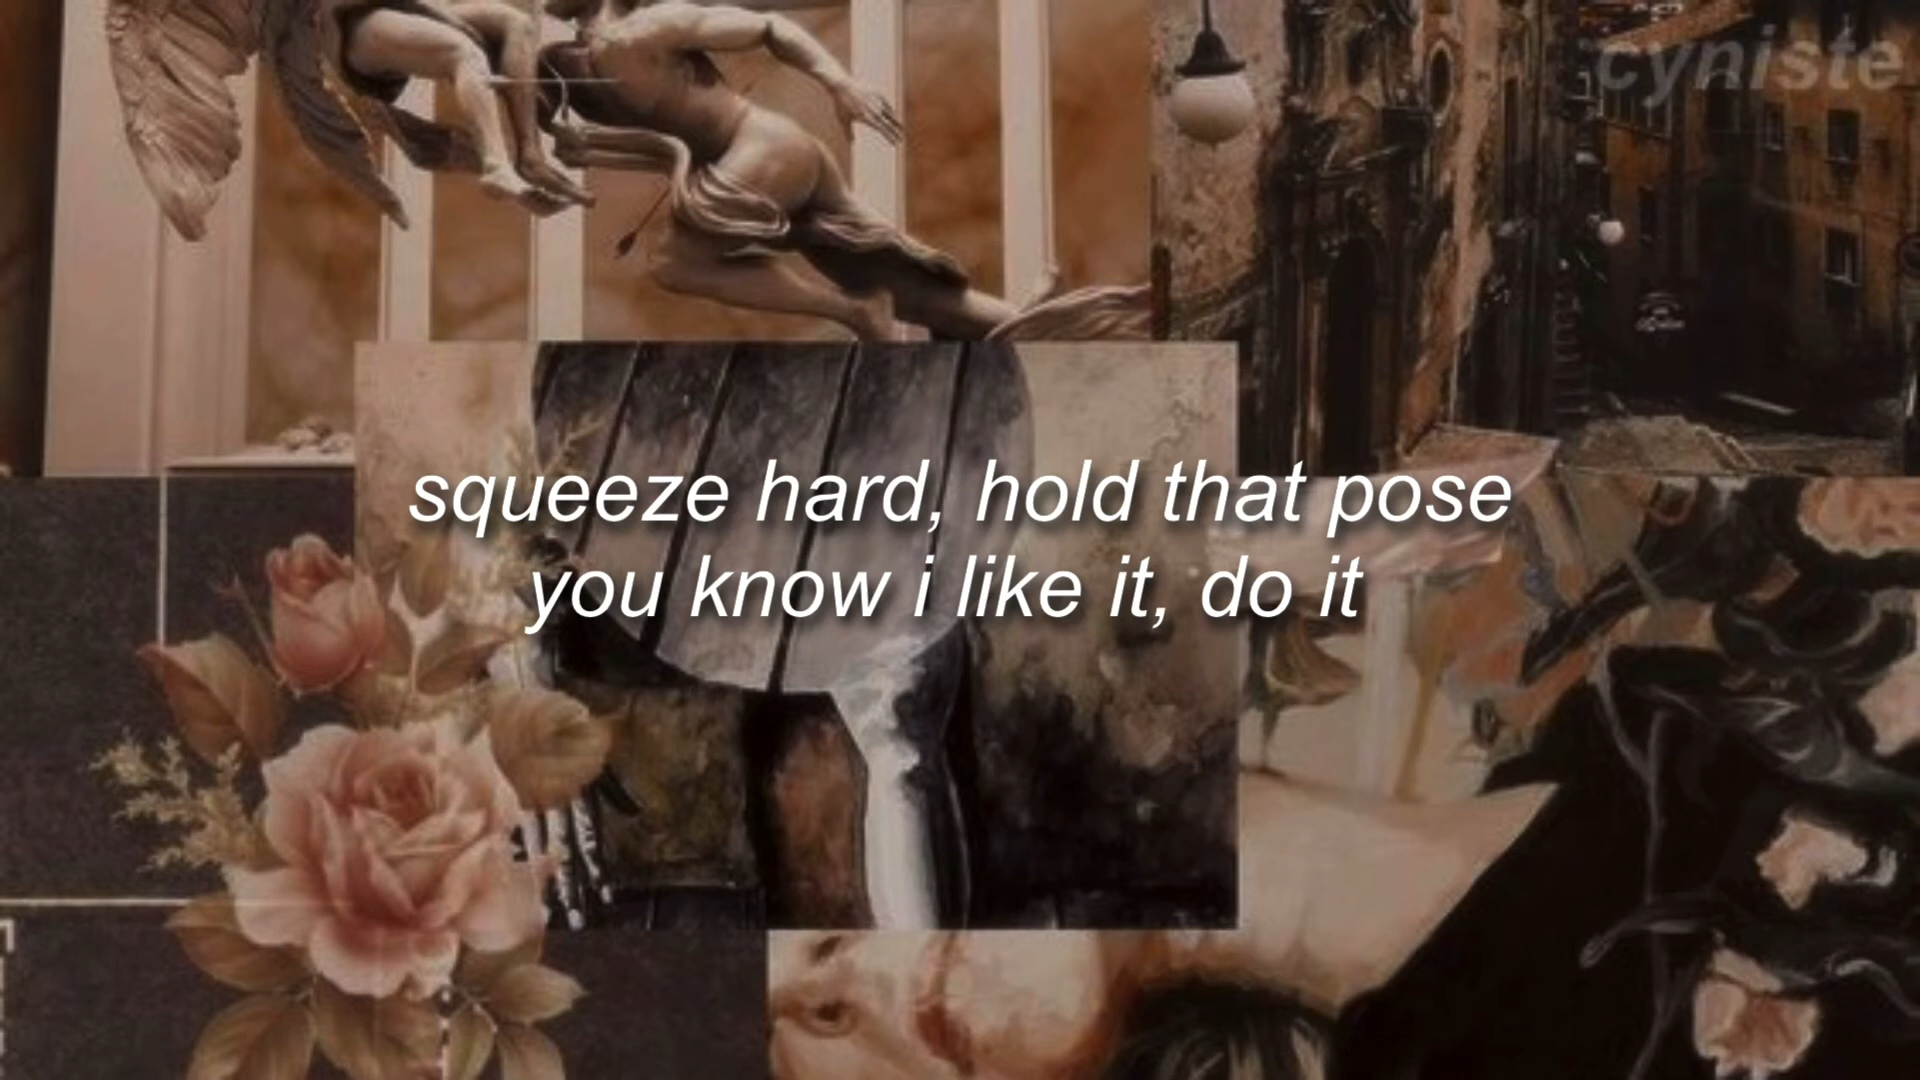 cyniste
squeeze hard, hold that pose
you know i like it, do it